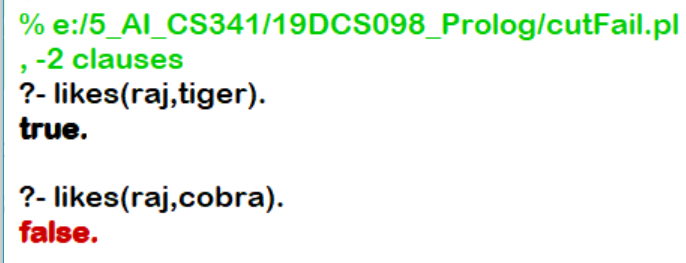 % e:/5_AI_CS341/19DCS098_Prolog/cutFail.pl
, -2 clauses
?- likes(raj,tiger).
true.
?- likes(raj,cobra).
false.